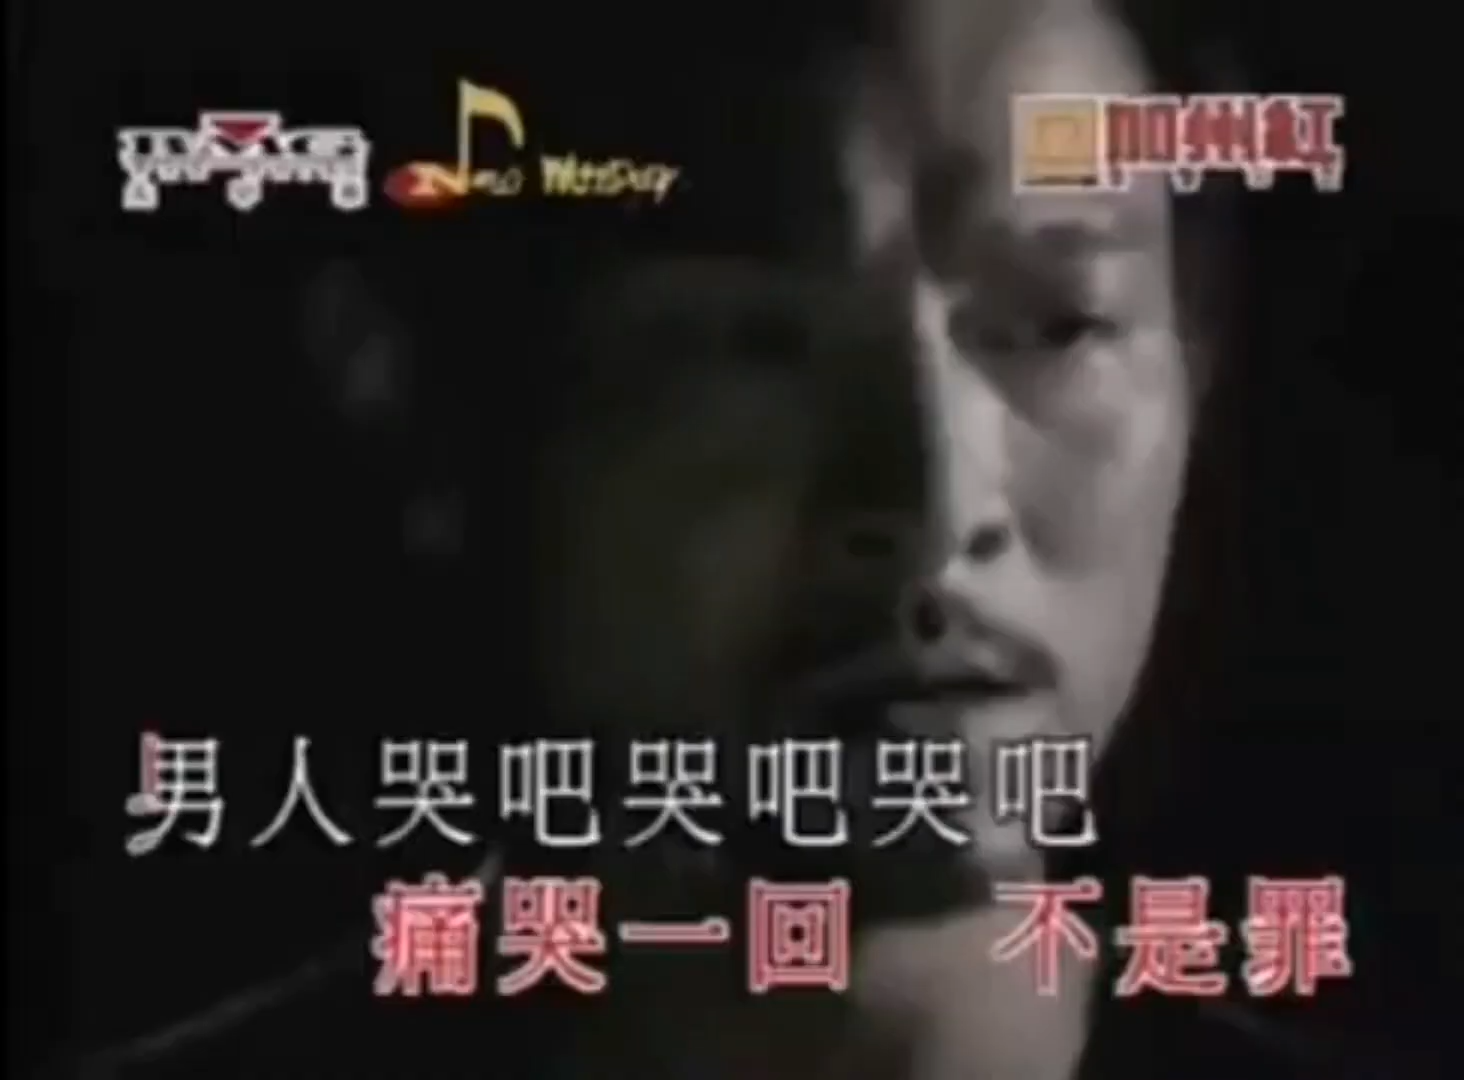 加州紅
男人哭吧哭吧哭吧
痛哭一回 不是罪